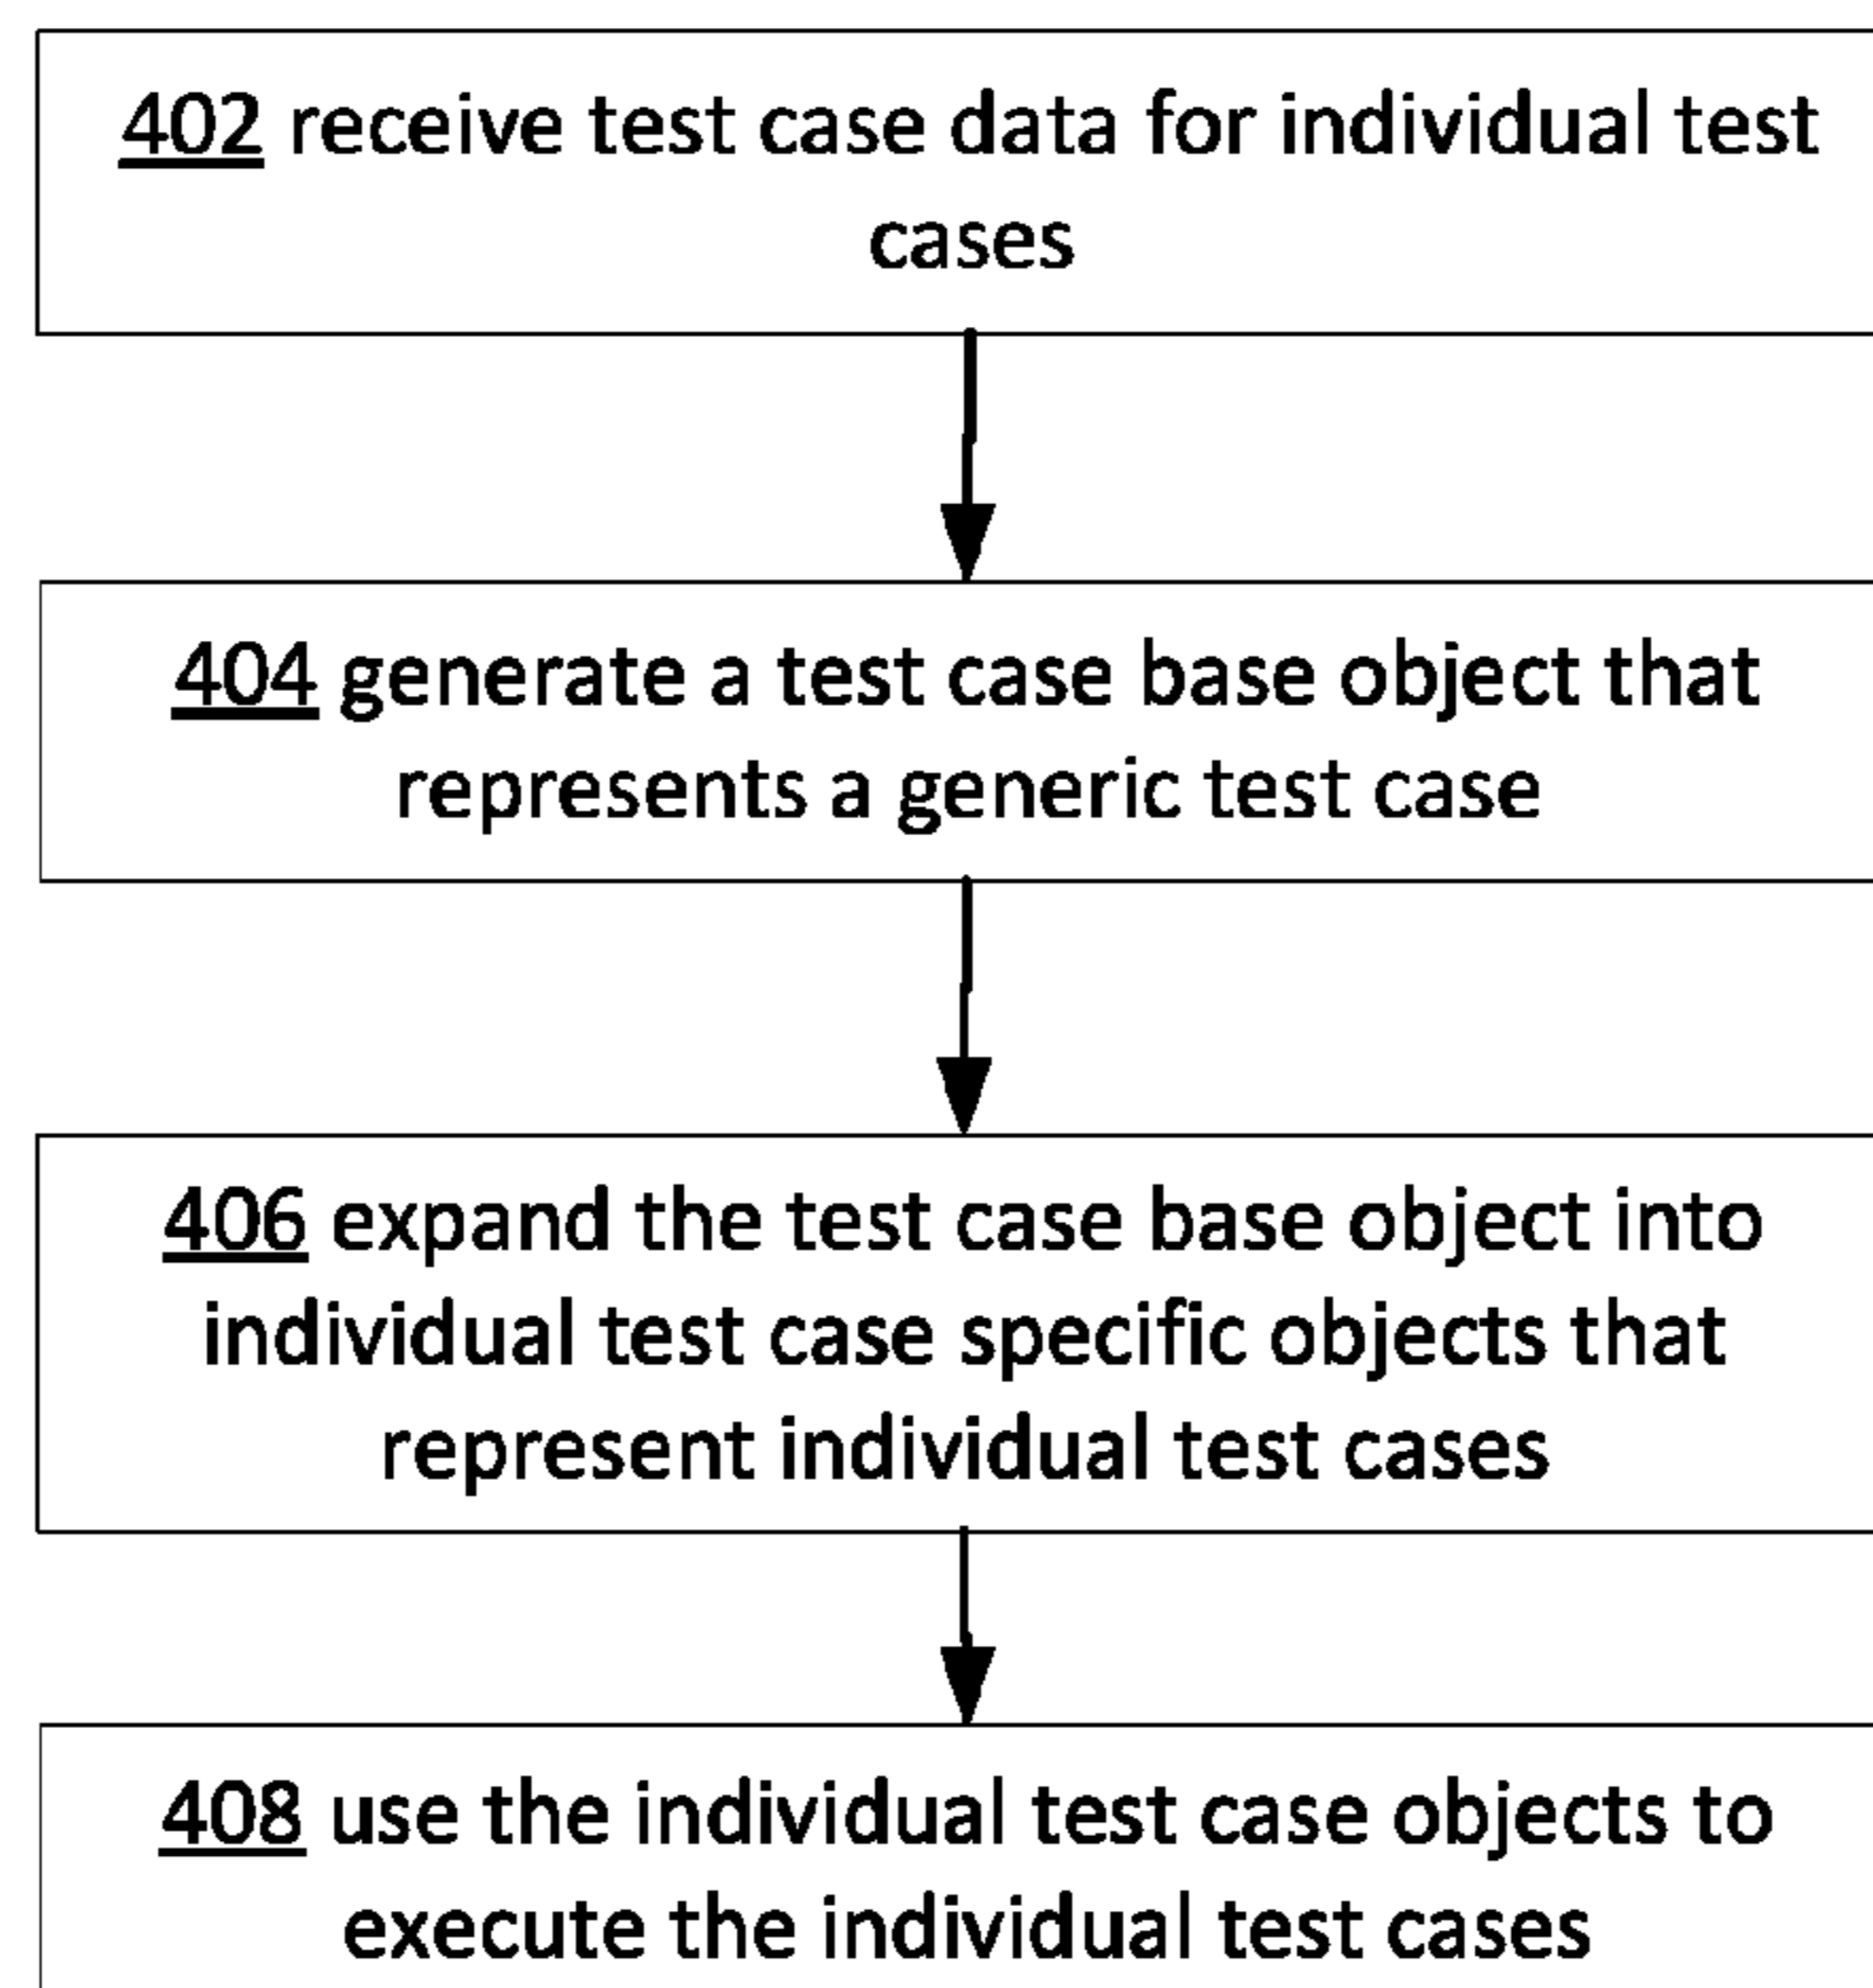 402 receive test case data for individual test
cases
404 generate a test case base object that
represents a generic test case
406 expand the test case base object into
individual test case specific objects that
represent individual test cases
408 use the individual test case objects to
execute the individual test cases